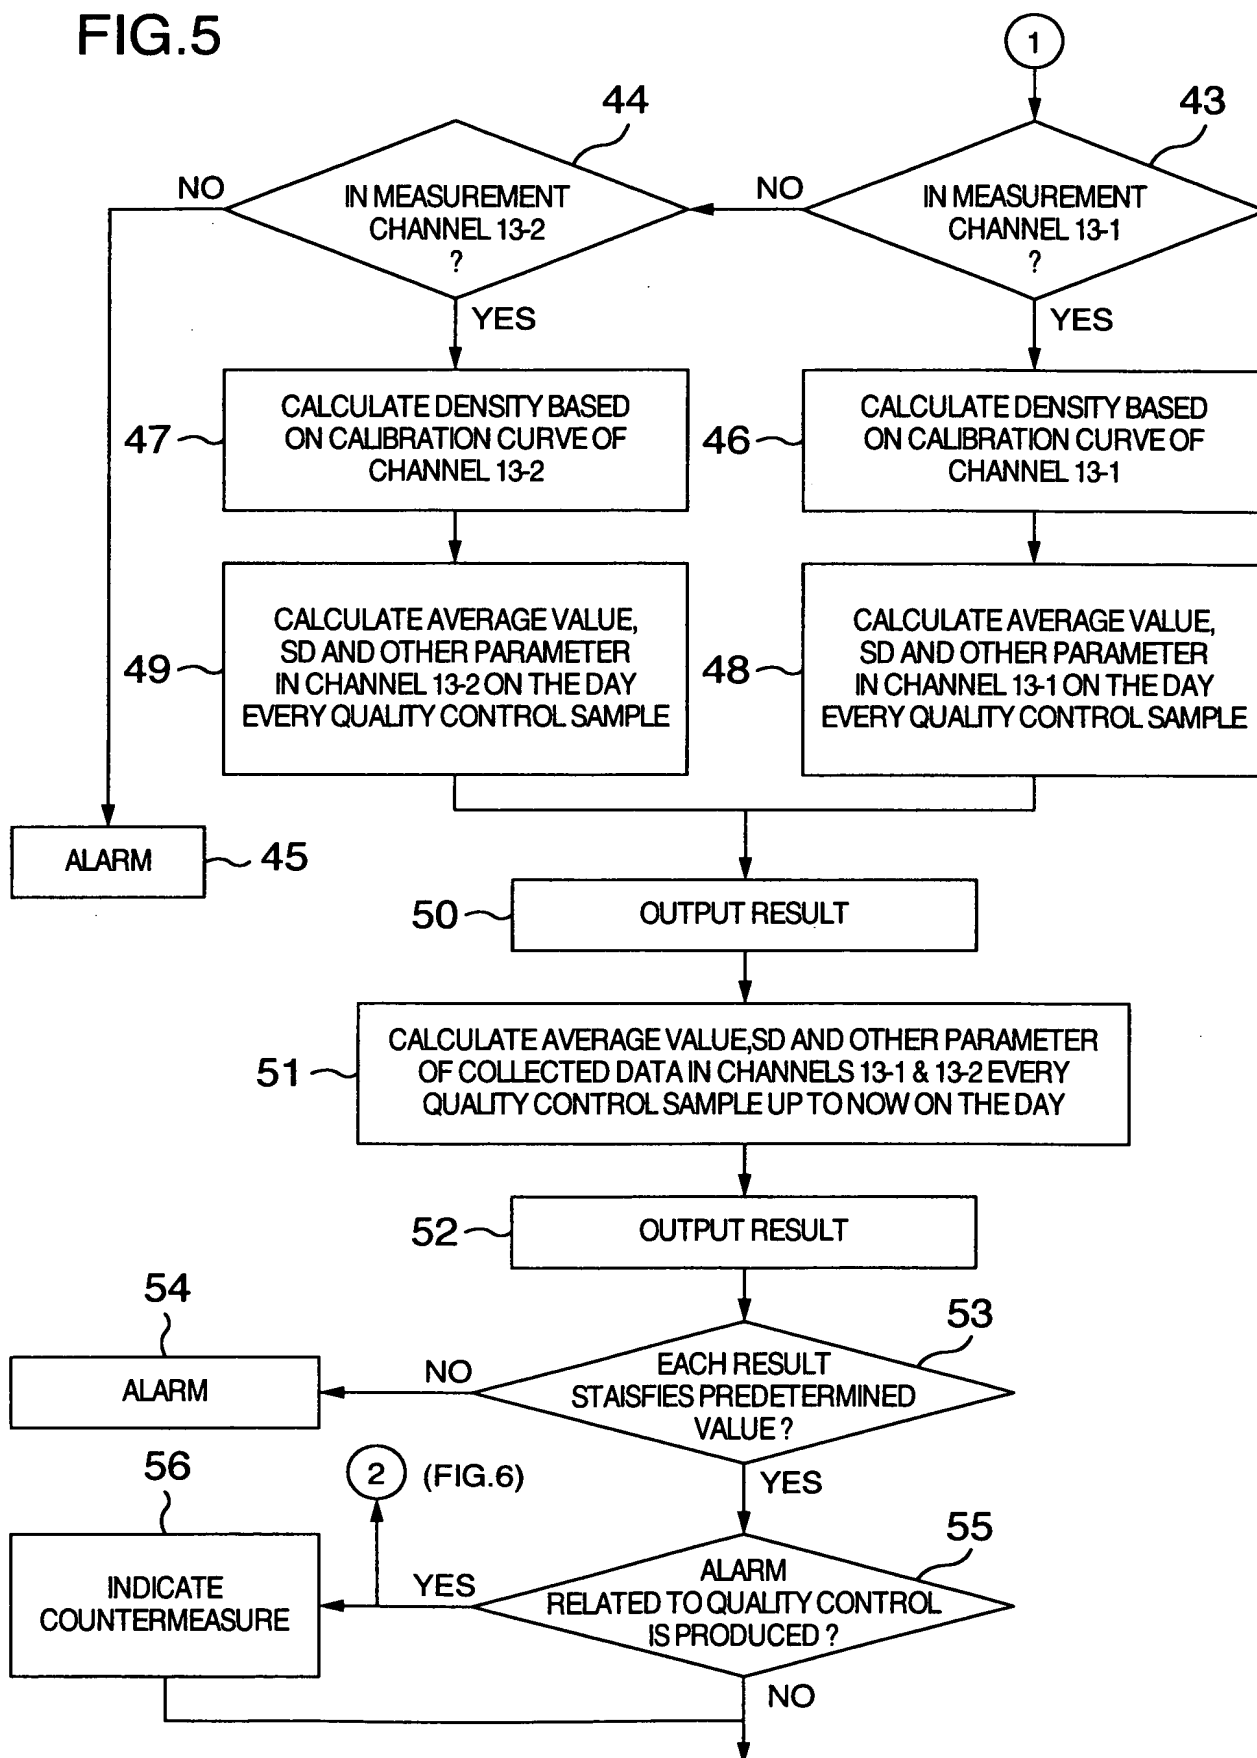 FIG.5
1
44
43
NO
IN MEASUREMENT
CHANNEL 13-2
?
NO
IN MEASUREMENT
CHANNEL 13-1
?
YES
YES
47
CALCULATE DENSITY BASED
ON CALIBRATION CURVE OF
CHANNEL 13-2
46
CALCULATE DENSITY BASED
ON CALIBRATION CURVE OF
CHANNEL 13-1
49
CALCULATE AVERAGE VALUE,
SD AND OTHER PARAMETER
IN CHANNEL 13-2 ON THE DAY
EVERY QUALITY CONTROL SAMPLE
48
CALCULATE AVERAGE VALUE,
SD AND OTHER PARAMETER
IN CHANNEL 13-1 ON THE DAY
EVERY QUALITY CONTROL SAMPLE
ALARM
45
50
OUTPUT RESULT
51
CALCULATE AVERAGE VALUE,SD AND OTHER PARAMETER
OF COLLECTED DATA IN CHANNELS 13-1 & 13-2 EVERY
QUALITY CONTROL SAMPLE UP TO NOW ON THE DAY
52
OUTPUT RESULT
54
53
ALARM
NO
EACH RESULT
STAISFIES PREDETERMINED
VALUE ?
56
2 (FIG.6)
YES
55
INDICATE
COUNTERMEASURE
YES
ALARM
RELATED TO QUALITY CONTROL
IS PRODUCED ?
NO